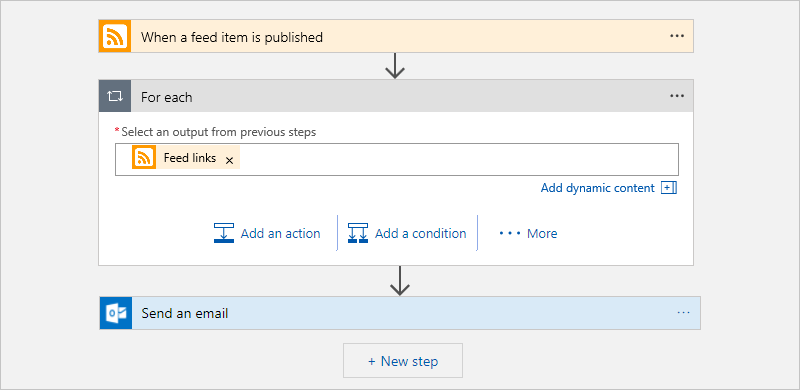 When a feed item is published
For each
*Select an output from previous steps
Feed links ×
Add dynamic content
Add an action
Add a condition
More
Send an email
+ New step